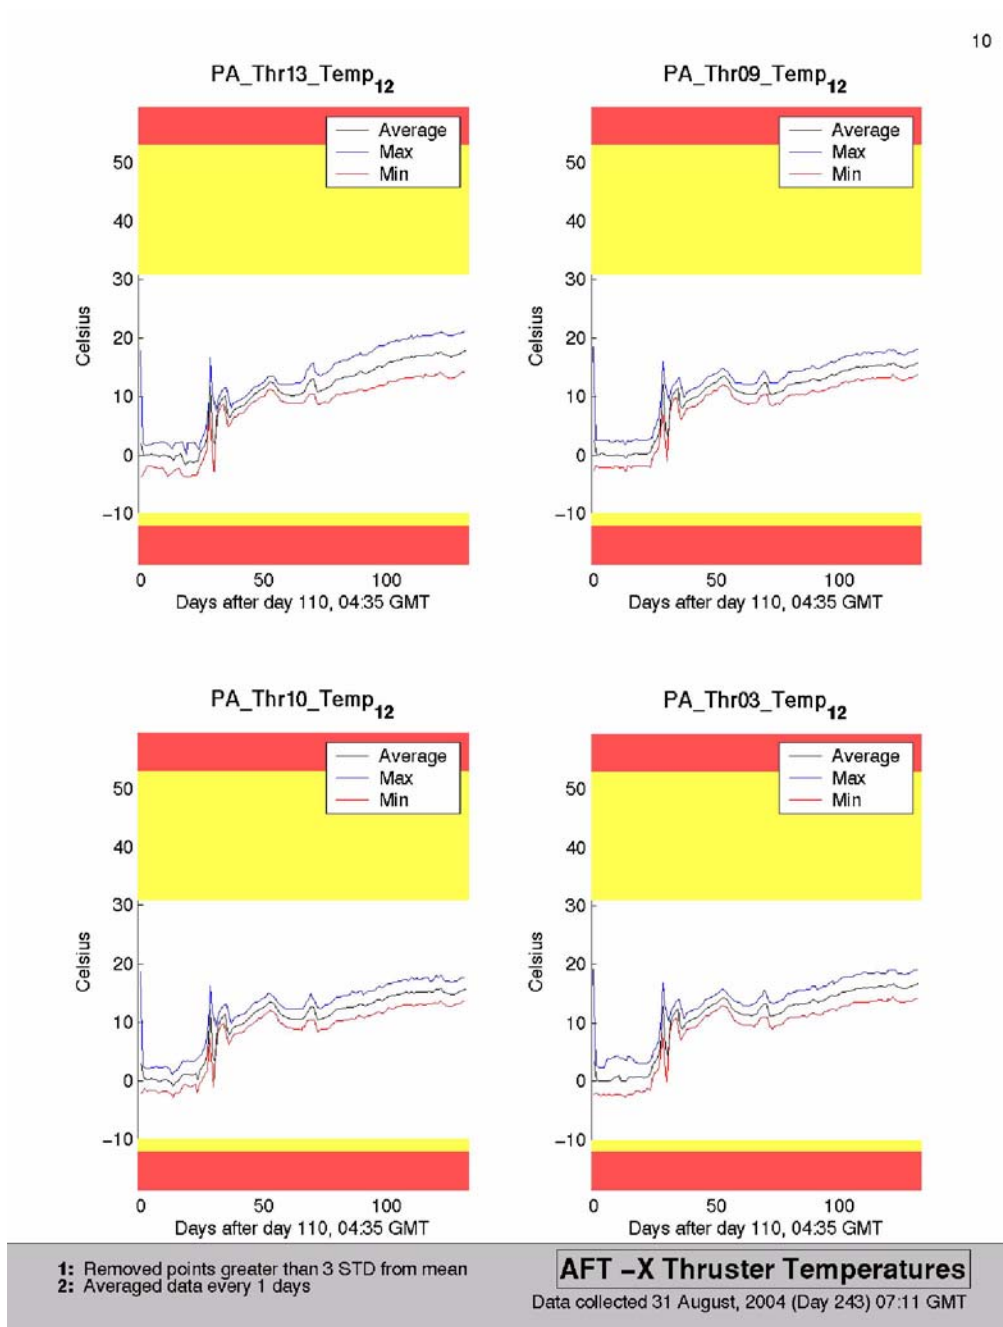 10
PA_Thr13_Temp12
Average
Max
Min
50
40
30
20
10
0
−10
Celsius
0 50 100
Days after day 110, 04:35 GMT
PA_Thr09_Temp12
Average
Max
Min
50
40
30
20
10
0
−10
Celsius
0 50 100
Days after day 110, 04:35 GMT
PA_Thr10_Temp12
Average
Max
Min
50
40
30
20
10
0
−10
Celsius
0 50 100
Days after day 110, 04:35 GMT
PA_Thr03_Temp12
Average
Max
Min
50
40
30
20
10
0
−10
Celsius
0 50 100
Days after day 110, 04:35 GMT
1: Removed points greater than 3 STD from mean
2: Averaged data every 1 days
AFT −X Thruster Temperatures
Data collected 31 August, 2004 (Day 243) 07:11 GMT